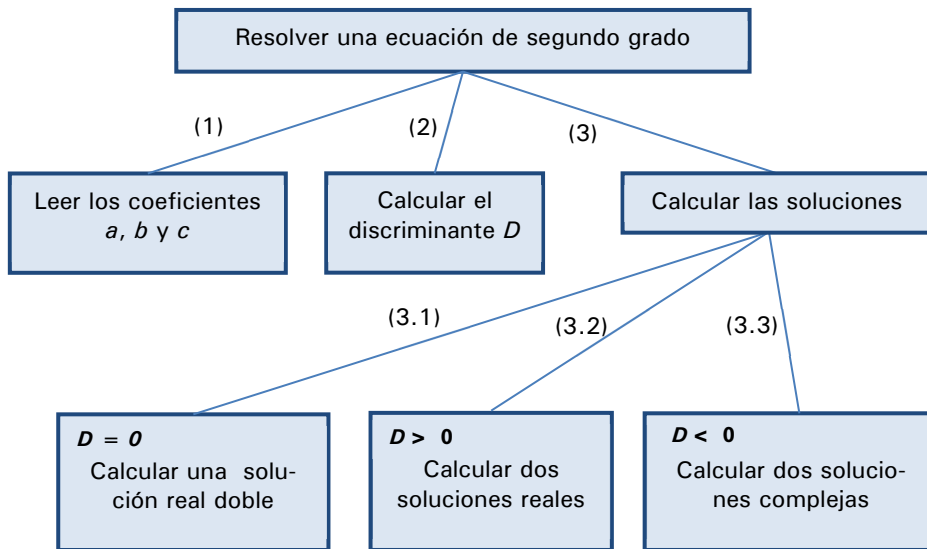 Resolver una ecuación de segundo grado
(1)
(2)
(3)
Leer los coeficientes
a, b y c
Calcular el
discriminante D
Calcular las soluciones
(3.1)
(3.2)
(3.3)
D = 0
Calcular una solu-
ción real doble
D > 0
Calcular dos
soluciones reales
D < 0
Calcular dos solucio-
nes complejas